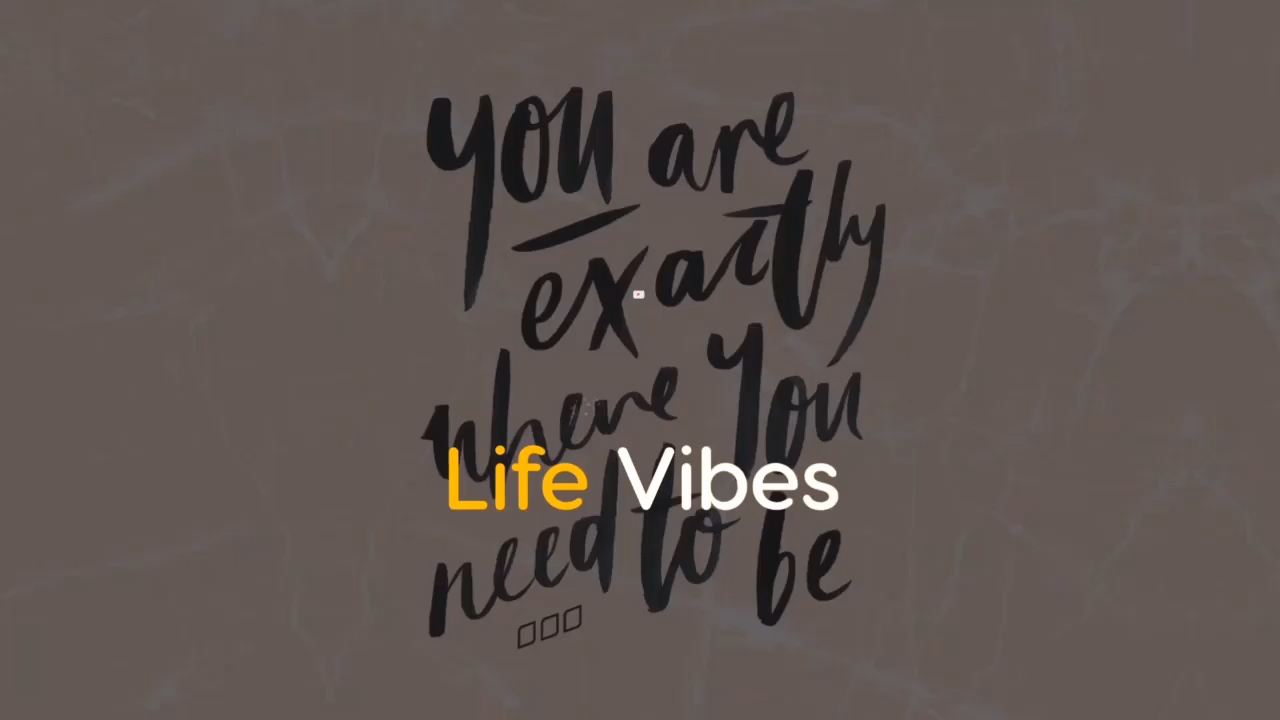 you are
exactly
where you
Life Vibes
need to be